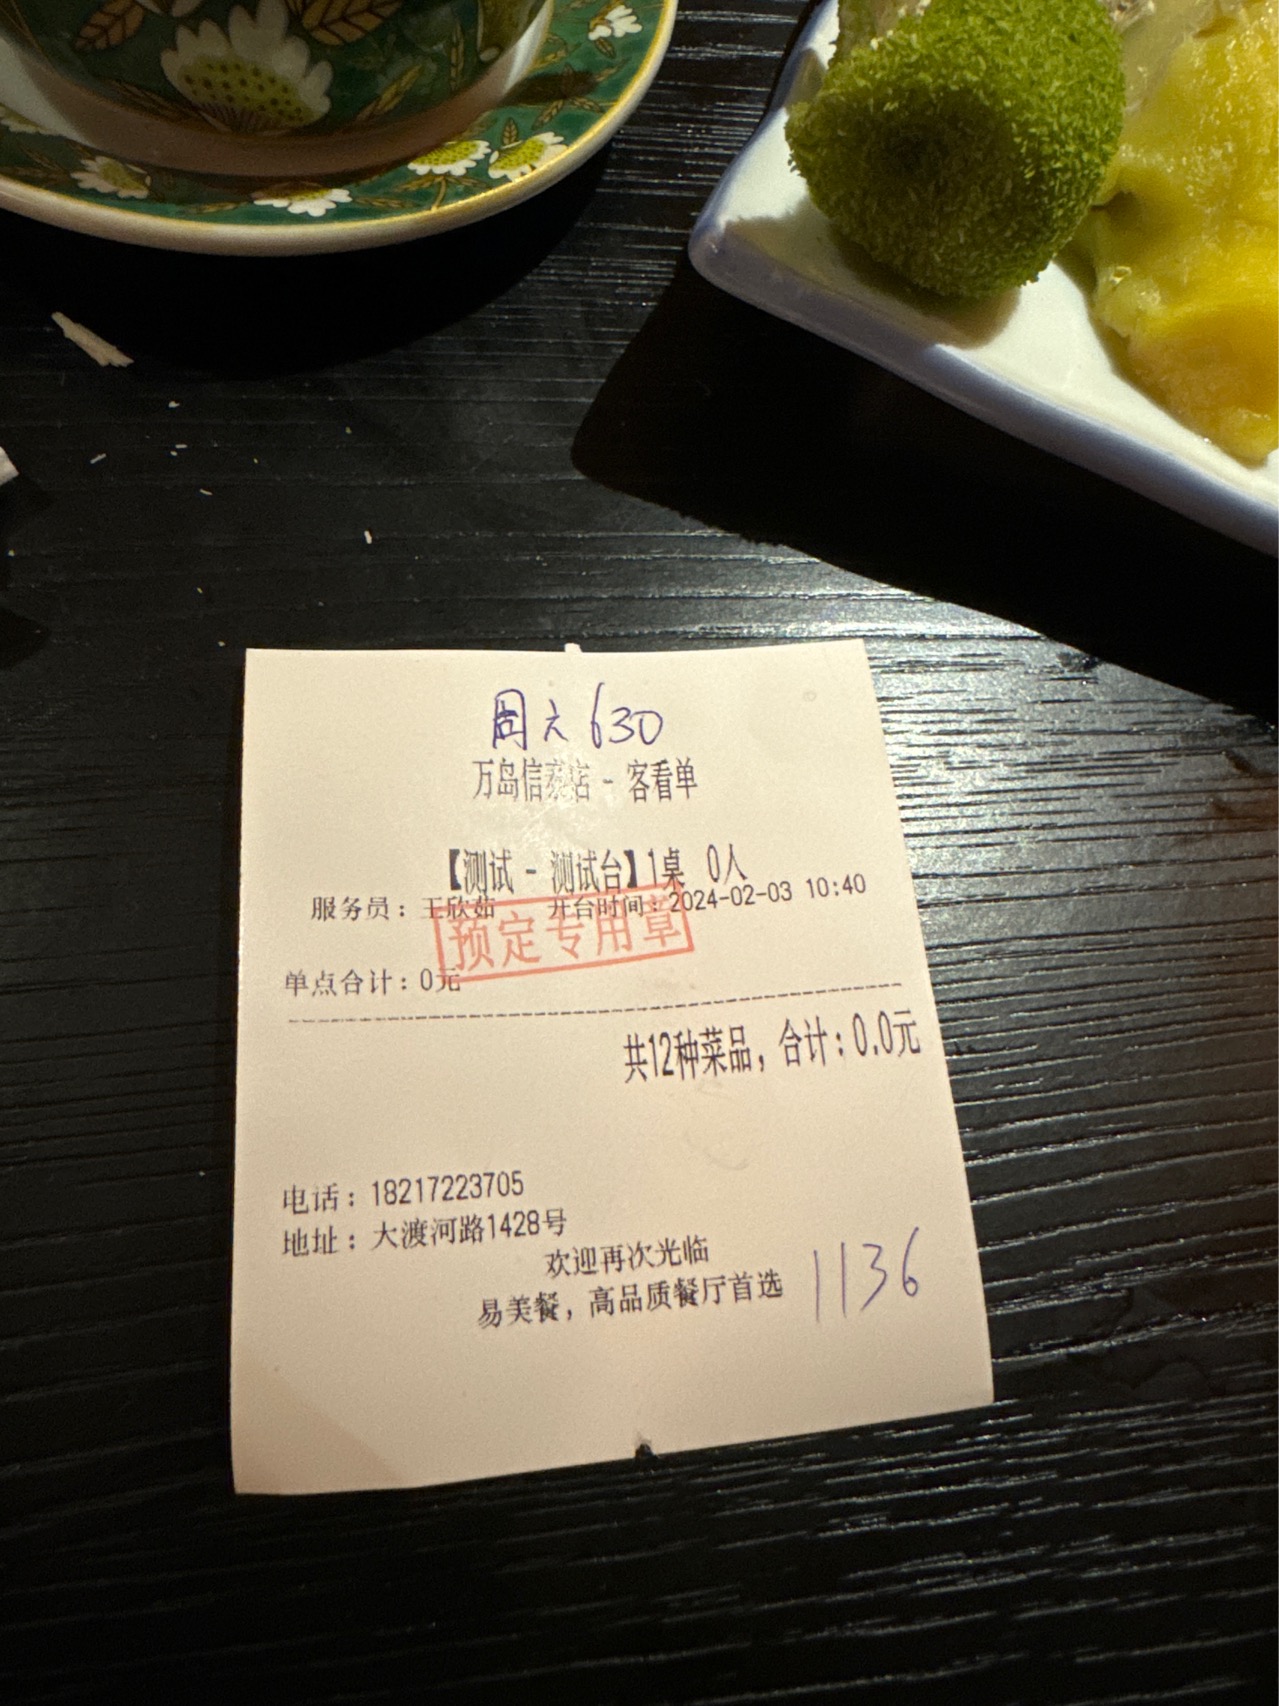 周六 630
万岛信泰店 - 客看单
【测试 - 测试台】1桌 0人
服务员：王欣茹 开台时间：2024-02-03 10:40
预定专用章
单点合计：0元
共12种菜品，合计：0.0元
电话：18217223705
地址：大渡河路1428号
欢迎再次光临
易美餐，高品质餐厅首选
1136